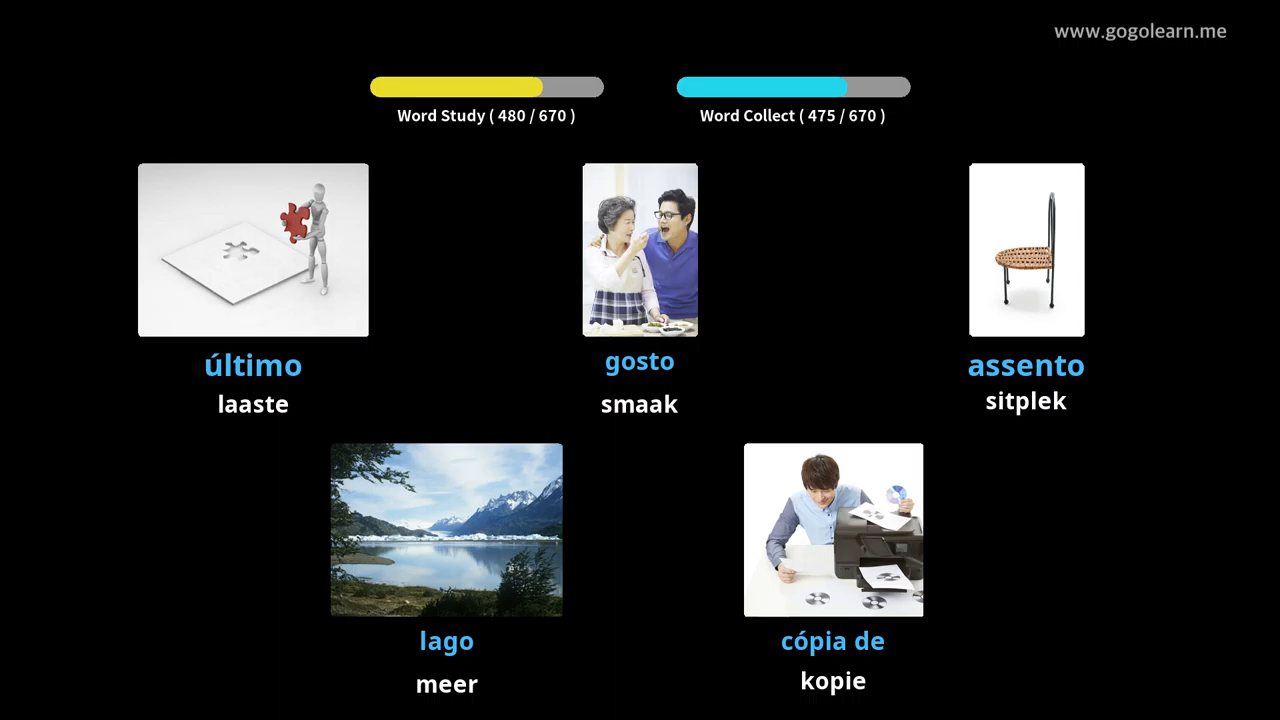 www.gogolearn.me
Word Study ( 480 / 670 )
Word Collect ( 475 / 670 )
último
laaste
gosto
smaak
assento
sitplek
lago
meer
cópia de
kopie